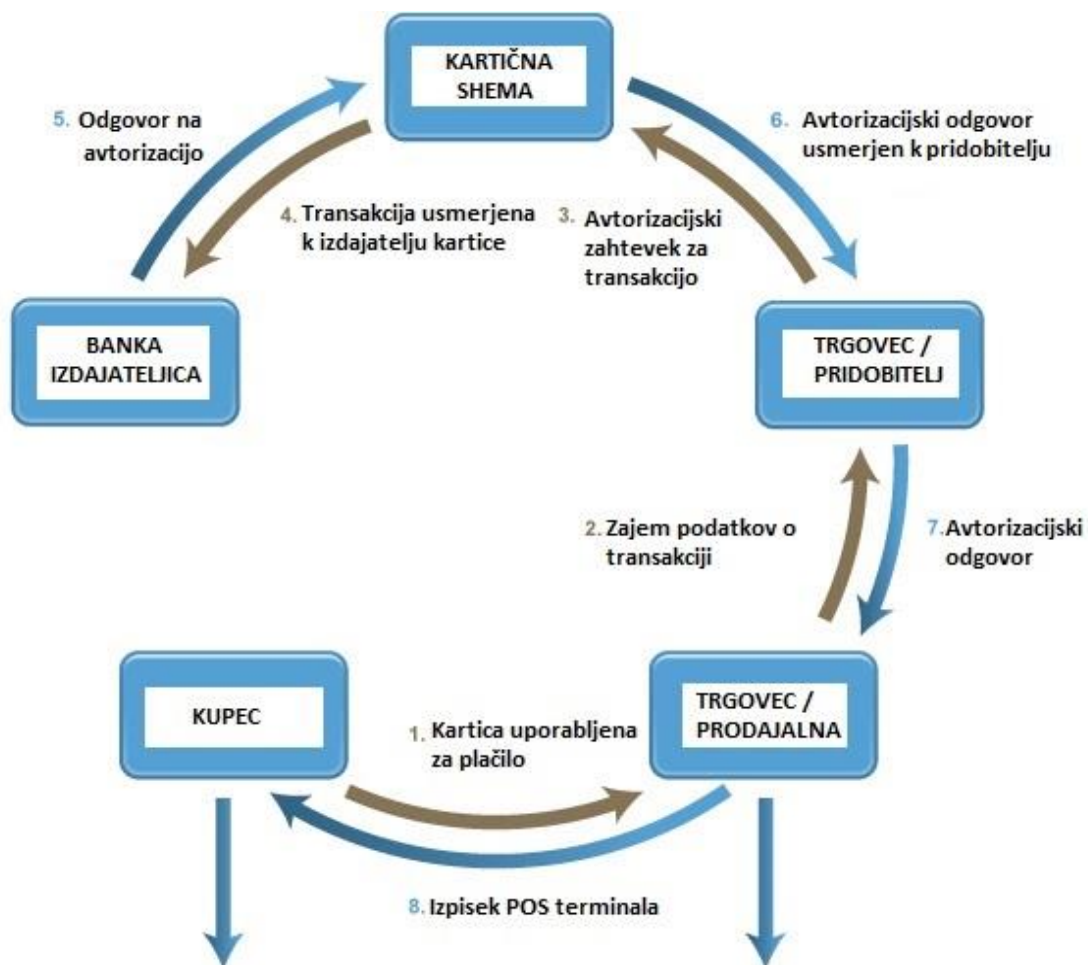 KARTIČNA
SHEMA
5. Odgovor na
avtorizacijo
6. Avtorizacijski odgovor
usmerjen k pridobitelju
4. Transakcija usmerjena
k izdajatelju kartice
3. Avtorizacijski
zahtevek za
transakcijo
BANKA
IZDAJATELJICA
TRGOVEC /
PRIDOBITELJ
2. Zajem podatkov o
transakciji
7. Avtorizacijski
odgovor
KUPEC
TRGOVEC /
PRODAJALNA
1. Kartica uporabljena
za plačilo
8. Izpisek POS terminala